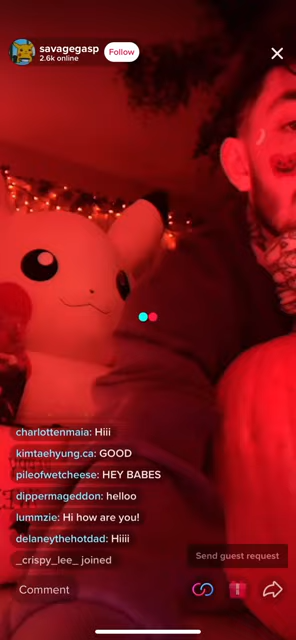 savagegasp
2.6k online
Follow
charlottenmaia: Hiii
kimtaehyung.ca: GOOD
pileofwetcheese: HEY BABES
dippermageddon: helloo
lummzie: Hi how are you!
delaneythehotdad: Hiiii
_crispy_lee_ joined
Send guest request
Comment